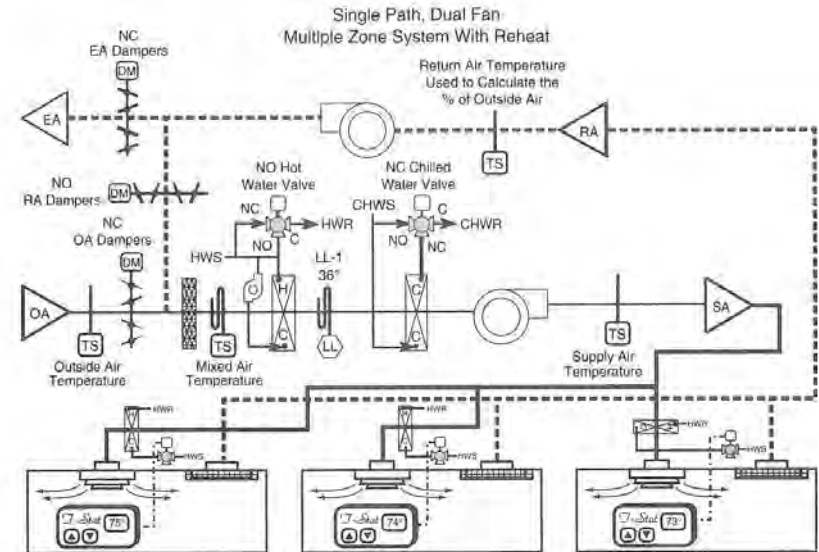 Single Path, Dual Fan
Multiple Zone System With Reheat
NC
EA Dampers
DM
EA
Return Air Temperature
Used to Calculate the
% of Outside Air
TS
RA
NO
RA Dampers
DM
NC
OA Dampers
DM
NO Hot
Water Valve
NC
HWR
C
NO
HWS
H
C
LL-1
36°
LL
NC Chilled
Water Valve
CHWS
C
CHWR
NO
NC
C
C
OA
TS
Outside Air
Temperature
TS
Mixed Air
Temperature
TS
Supply Air
Temperature
SA
HWR
HWS
HWR
HWS
HWR
HWS
T-Stat 75°
T-Stat 74°
T-Stat 73°